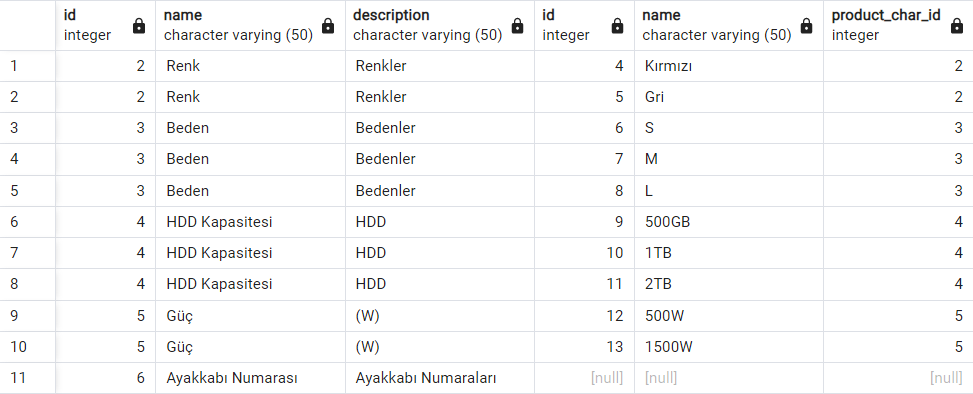 id name description id name product_char_id
integer character varying (50) character varying (50) integer character varying (50) integer
1 2 Renk Renkler 4 Kırmızı 2
2 2 Renk Renkler 5 Gri 2
3 3 Beden Bedenler 6 S 3
4 3 Beden Bedenler 7 M 3
5 3 Beden Bedenler 8 L 3
6 4 HDD Kapasitesi HDD 9 500GB 4
7 4 HDD Kapasitesi HDD 10 1TB 4
8 4 HDD Kapasitesi HDD 11 2TB 4
9 5 Güç (W) 12 500W 5
10 5 Güç (W) 13 1500W 5
11 6 Ayakkabı Numarası Ayakkabı Numaraları [null] [null] [null]